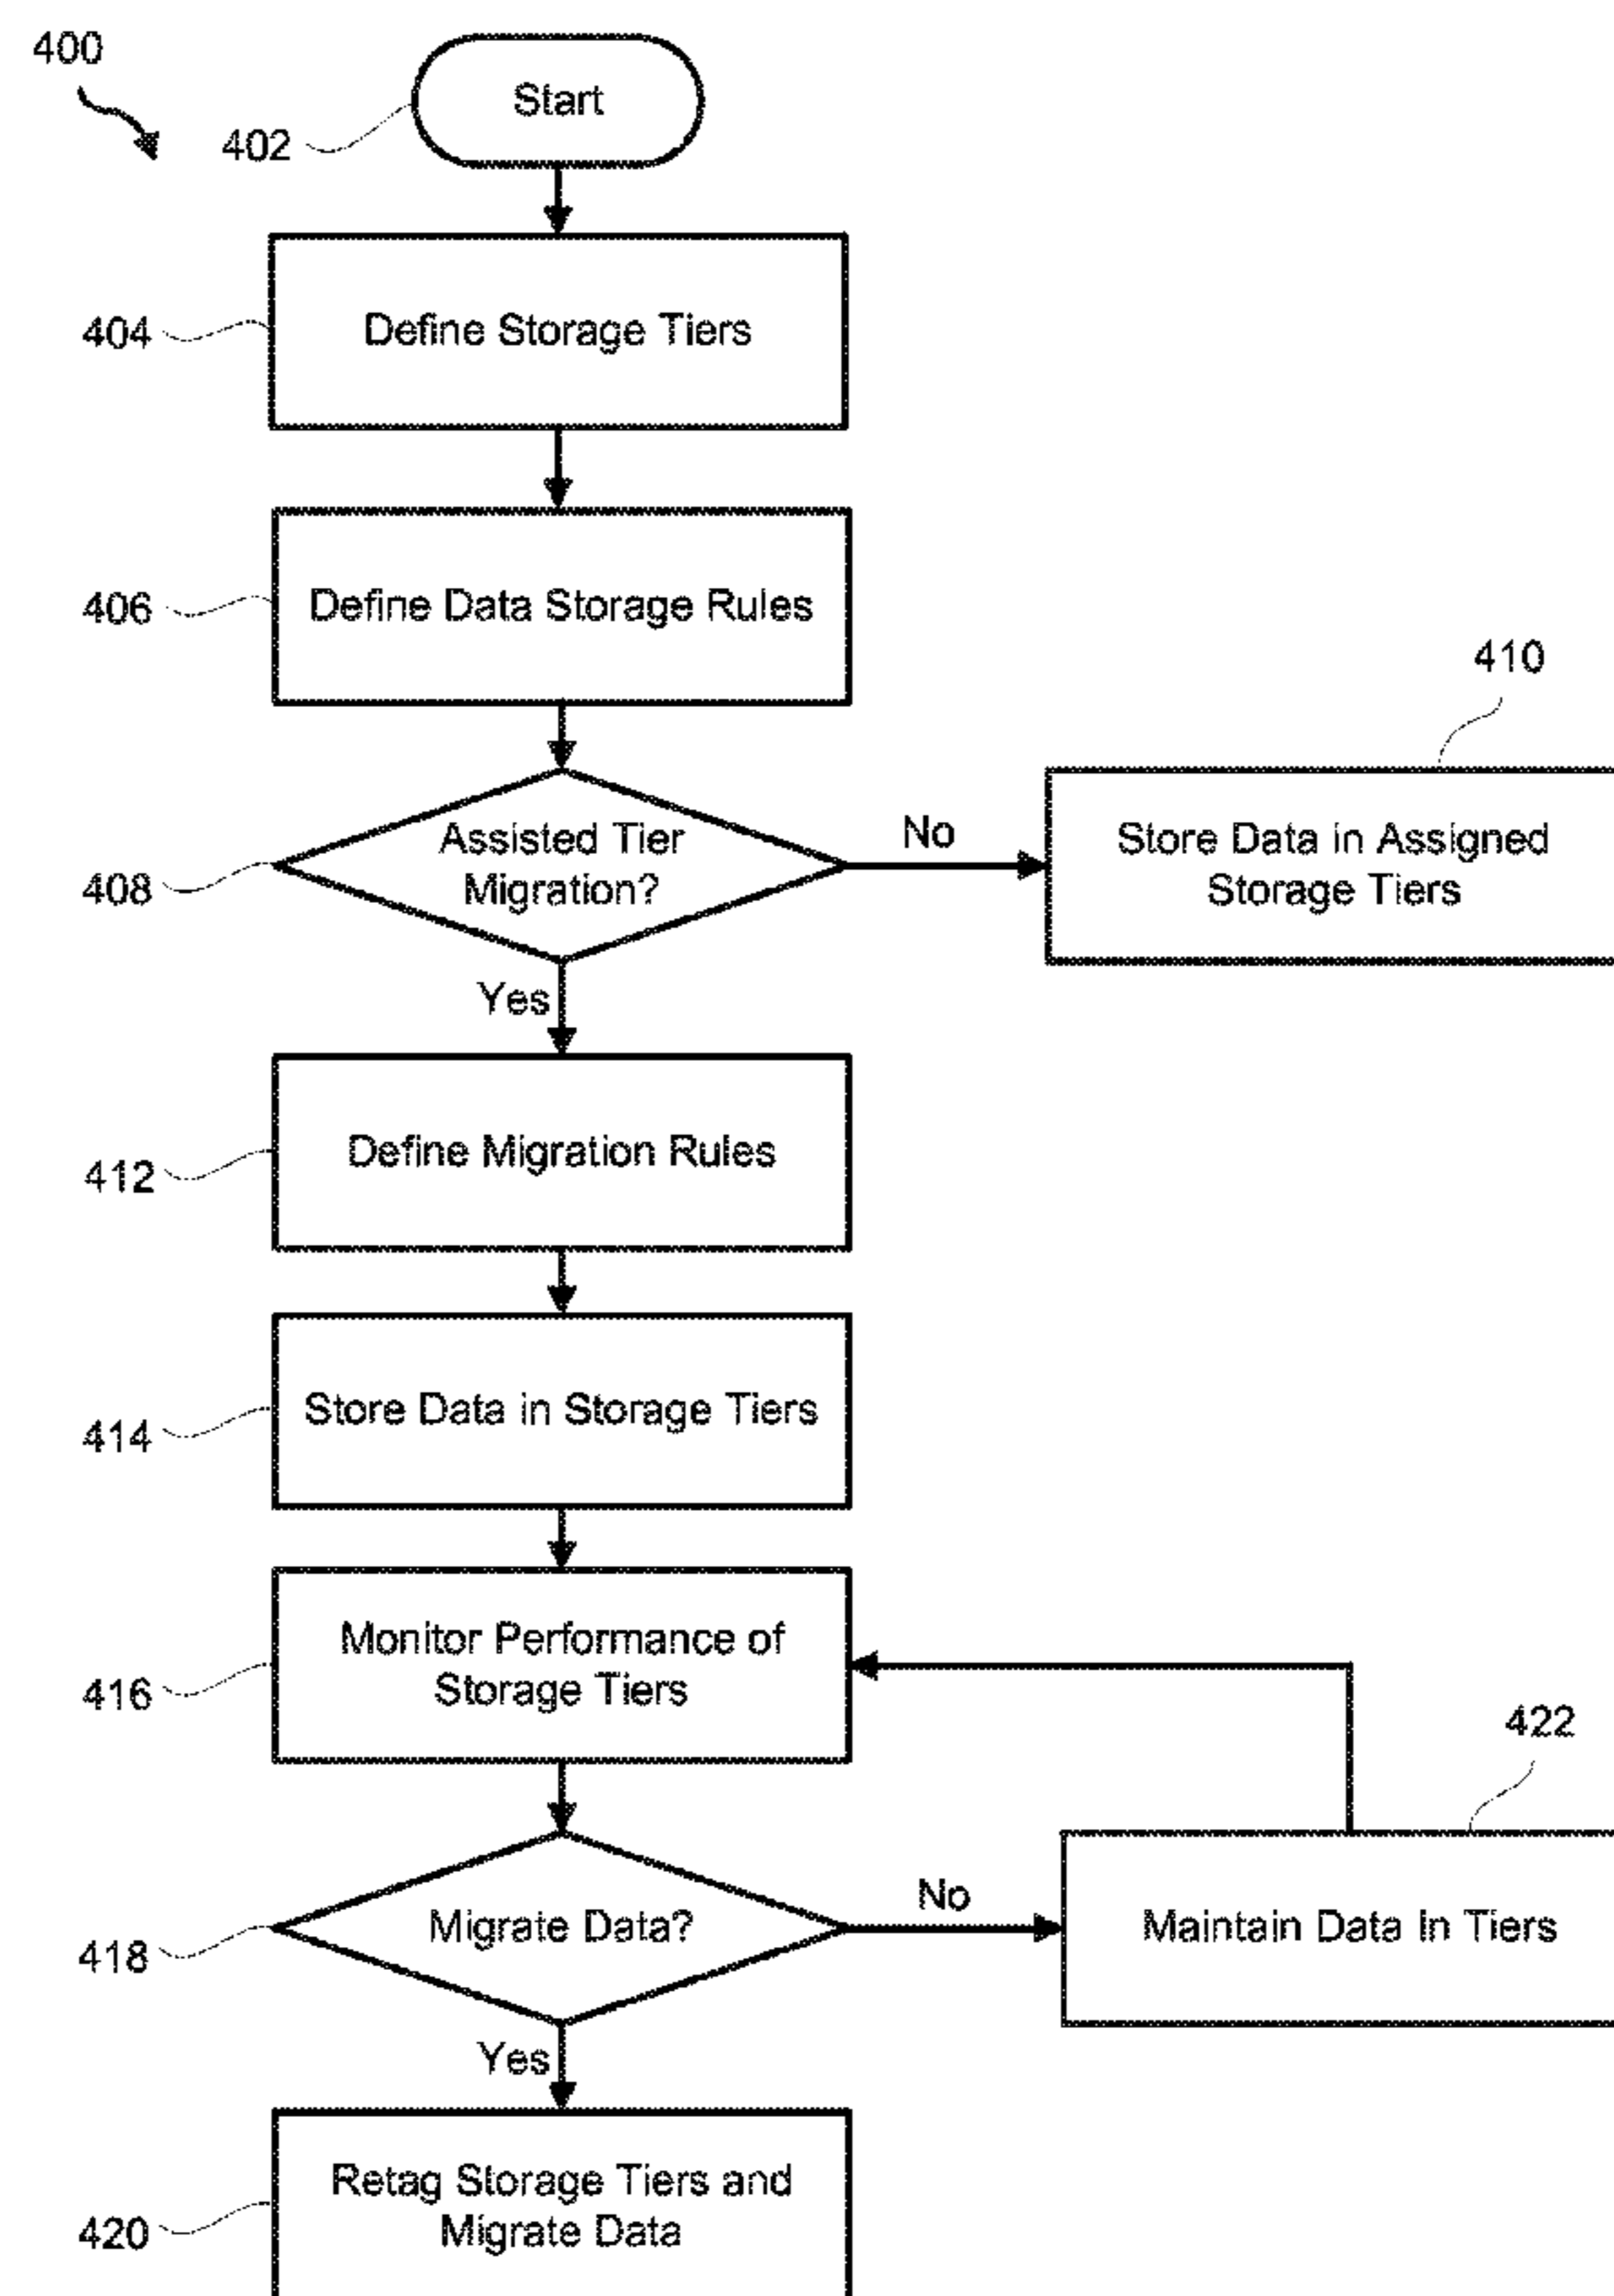 400
Start
402
Define Storage Tiers
404
Define Data Storage Rules
406
410
Assisted Tier
Migration?
No
Store Data in Assigned
Storage Tiers
408
Yes
Define Migration Rules
412
Store Data in Storage Tiers
414
Monitor Performance of
Storage Tiers
416
422
Migrate Data?
No
Maintain Data In Tiers
418
Yes
Retag Storage Tiers and
Migrate Data
420